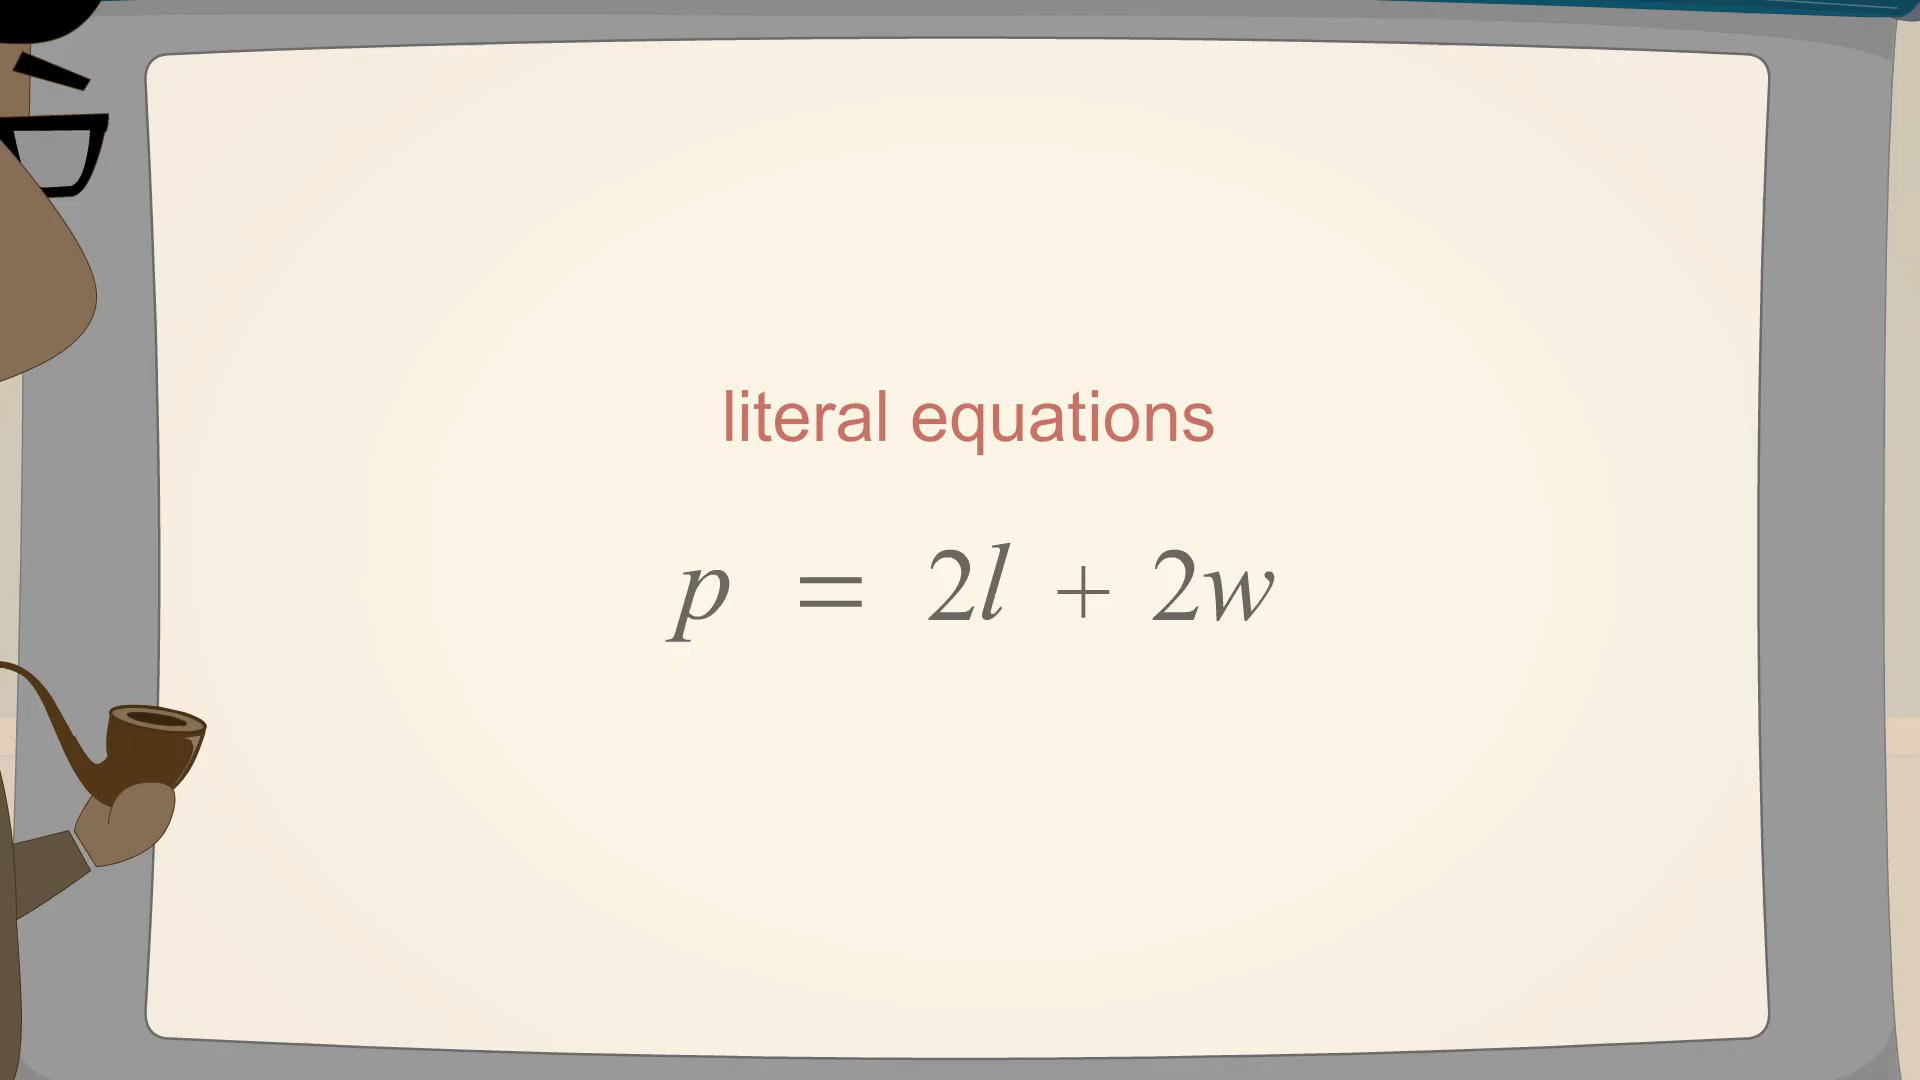 literal equations
p = 2l + 2w